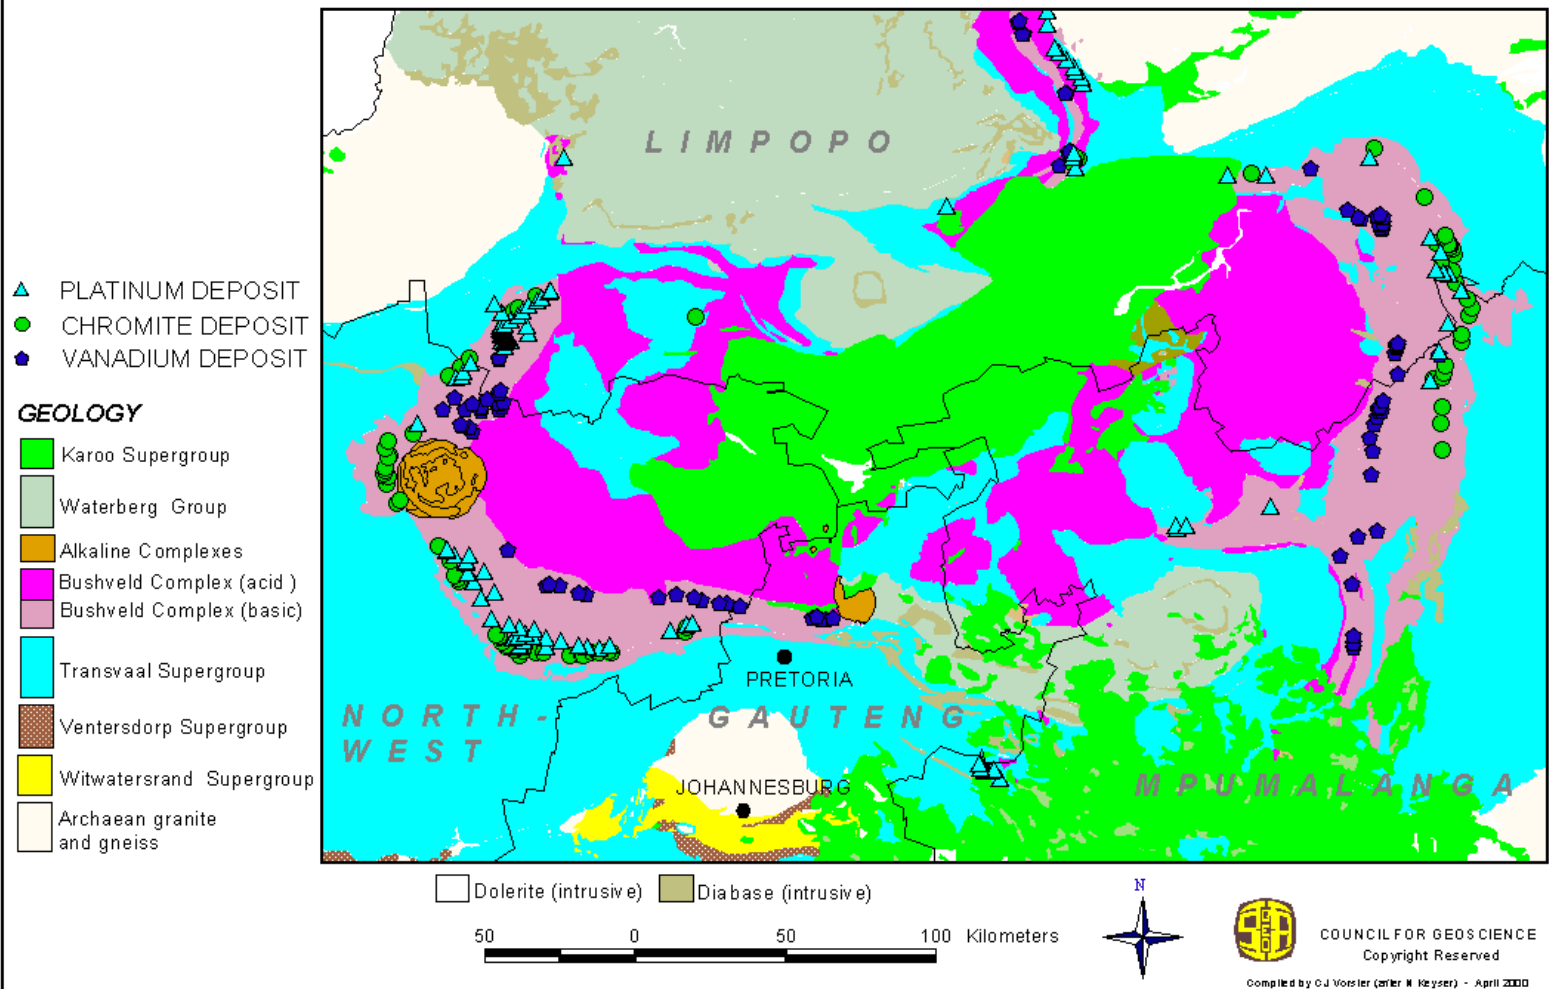 LIMPOPO
PLATINUM DEPOSIT
CHROMITE DEPOSIT
VANADIUM DEPOSIT
GEOLOGY
Karoo Supergroup
Waterberg Group
Alkaline Complexes
Bushveld Complex (acid )
Bushveld Complex (basic)
Transvaal Supergroup
Ventersdorp Supergroup
Witwatersrand Supergroup
Archaean granite
and gneiss
PRETORIA
NORTH-
WEST
GAUTENG
JOHANNESBURG
MPUMALANGA
Dolerite (intrusive)
Diabase (intrusive)
50 0 50 100 Kilometers
N
COUNCIL FOR GEOSCIENCE
Copyright Reserved
Compiled by CJ Vorster (after N Keyser) - April 2000